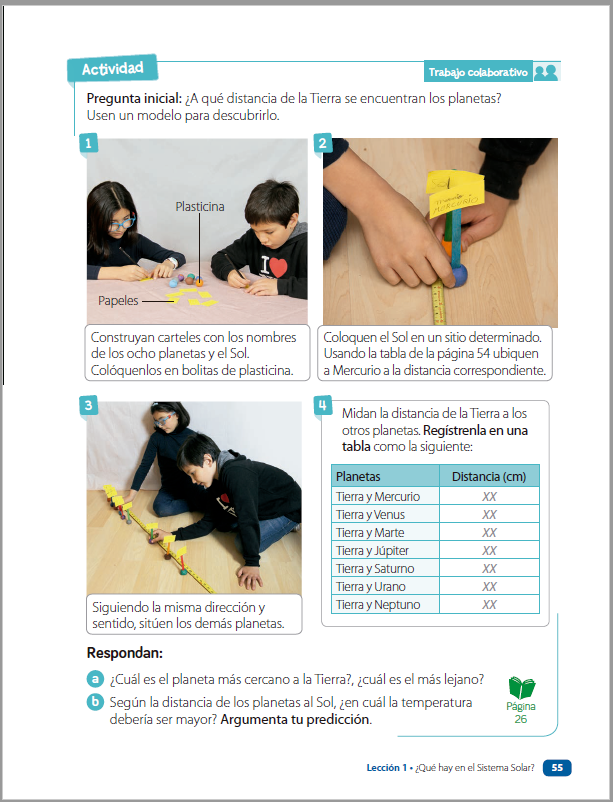 Actividad
Trabajo colaborativo
Pregunta inicial: ¿A qué distancia de la Tierra se encuentran los planetas?
Usen un modelo para descubrirlo.
1
Plasticina
Papeles
Construyan carteles con los nombres
de los ocho planetas y el Sol.
Colóquenlos en bolitas de plasticina.
2
SOL
MERCURIO
Coloquen el Sol en un sitio determinado.
Usando la tabla de la página 54 ubiquen
a Mercurio a la distancia correspondiente.
3
Siguiendo la misma dirección y
sentido, sitúen los demás planetas.
4
Midan la distancia de la Tierra a los
otros planetas. Regístrenla en una
tabla como la siguiente:
Planetas Distancia (cm)
Tierra y Mercurio XX
Tierra y Venus XX
Tierra y Marte XX
Tierra y Júpiter XX
Tierra y Saturno XX
Tierra y Urano XX
Tierra y Neptuno XX
Respondan:
a ¿Cuál es el planeta más cercano a la Tierra?, ¿cuál es el más lejano?
b Según la distancia de los planetas al Sol, ¿en cuál la temperatura
debería ser mayor? Argumenta tu predicción.
Página
26
Lección 1 • ¿Qué hay en el Sistema Solar? 55